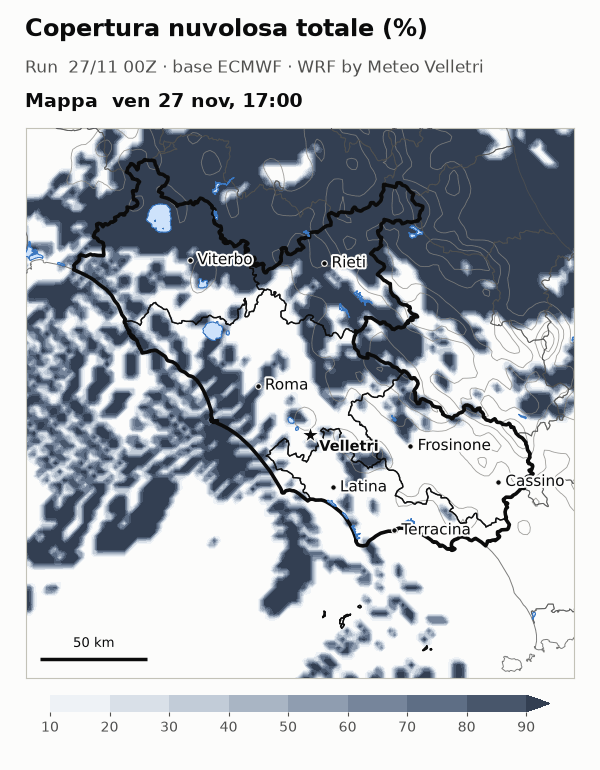 Copertura nuvolosa totale (%)
Run  27/11 00Z · base ECMWF · WRF by Meteo Velletri
Mappa  ven 27 nov, 17:00
Viterbo
Rieti
Roma
Velletri
Frosinone
Latina
Cassino
Terracina
50 km
10 20 30 40 50 60 70 80 90